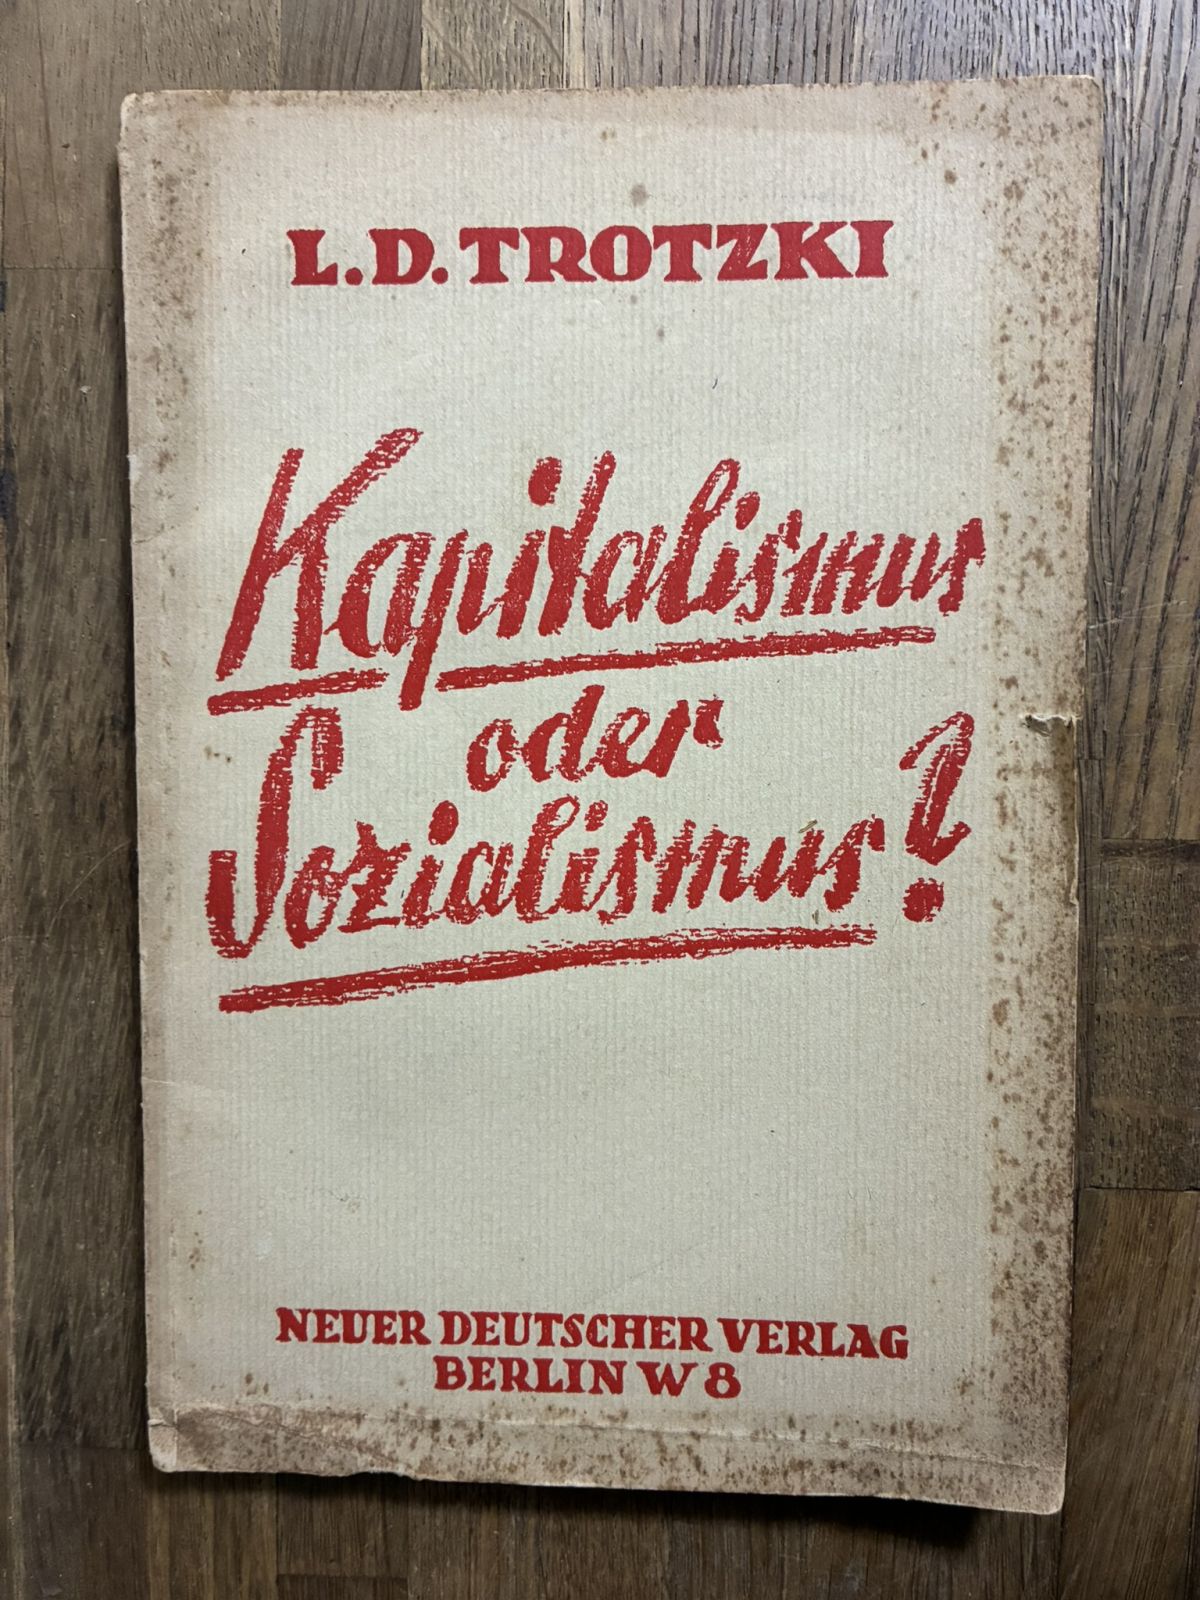 L.D.TROTZKI
Kapitalismus
oder
Sozialismus?
NEUER DEUTSCHER VERLAG
BERLIN W 8